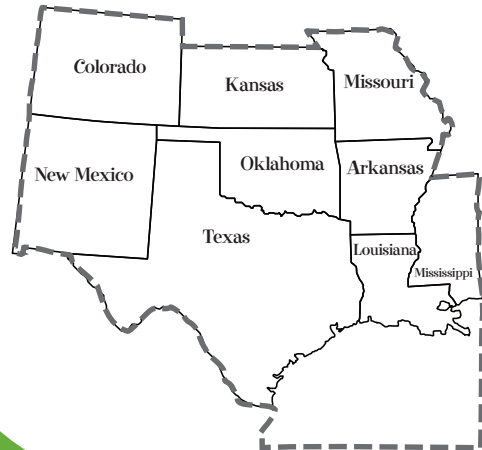 Colorado
Kansas
Missouri
New Mexico
Oklahoma
Arkansas
Texas
Louisiana
Mississippi